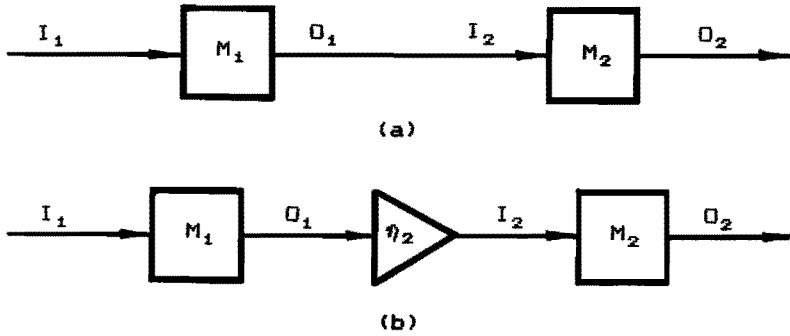 I₁ M₁ O₁ I₂ M₂ O₂
(a)
I₁ M₁ O₁ η₂ I₂ M₂ O₂
(b)